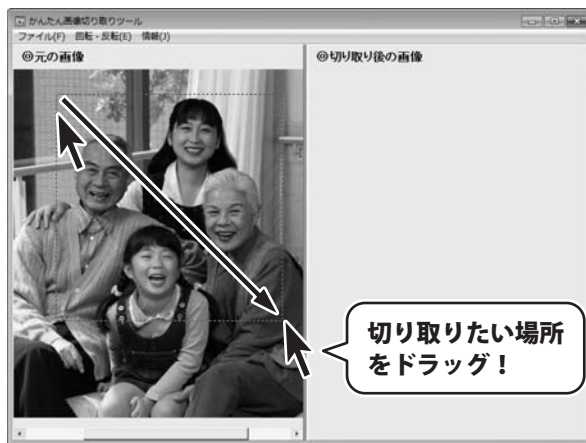 かんたん画像切り取りツール
ファイル(F) 回転・反転(E) 情報(J)
◎元の画像
◎切り取り後の画像
切り取りたい場所
をドラッグ！